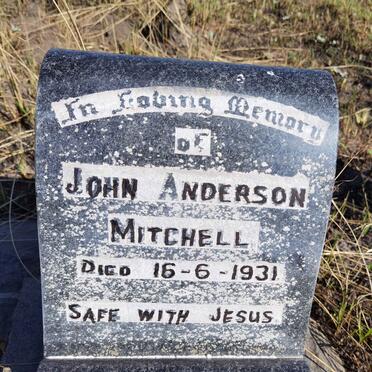 In Loving Memory
of
JOHN ANDERSON
MITCHELL
DIED 16-6-1931
SAFE WITH JESUS